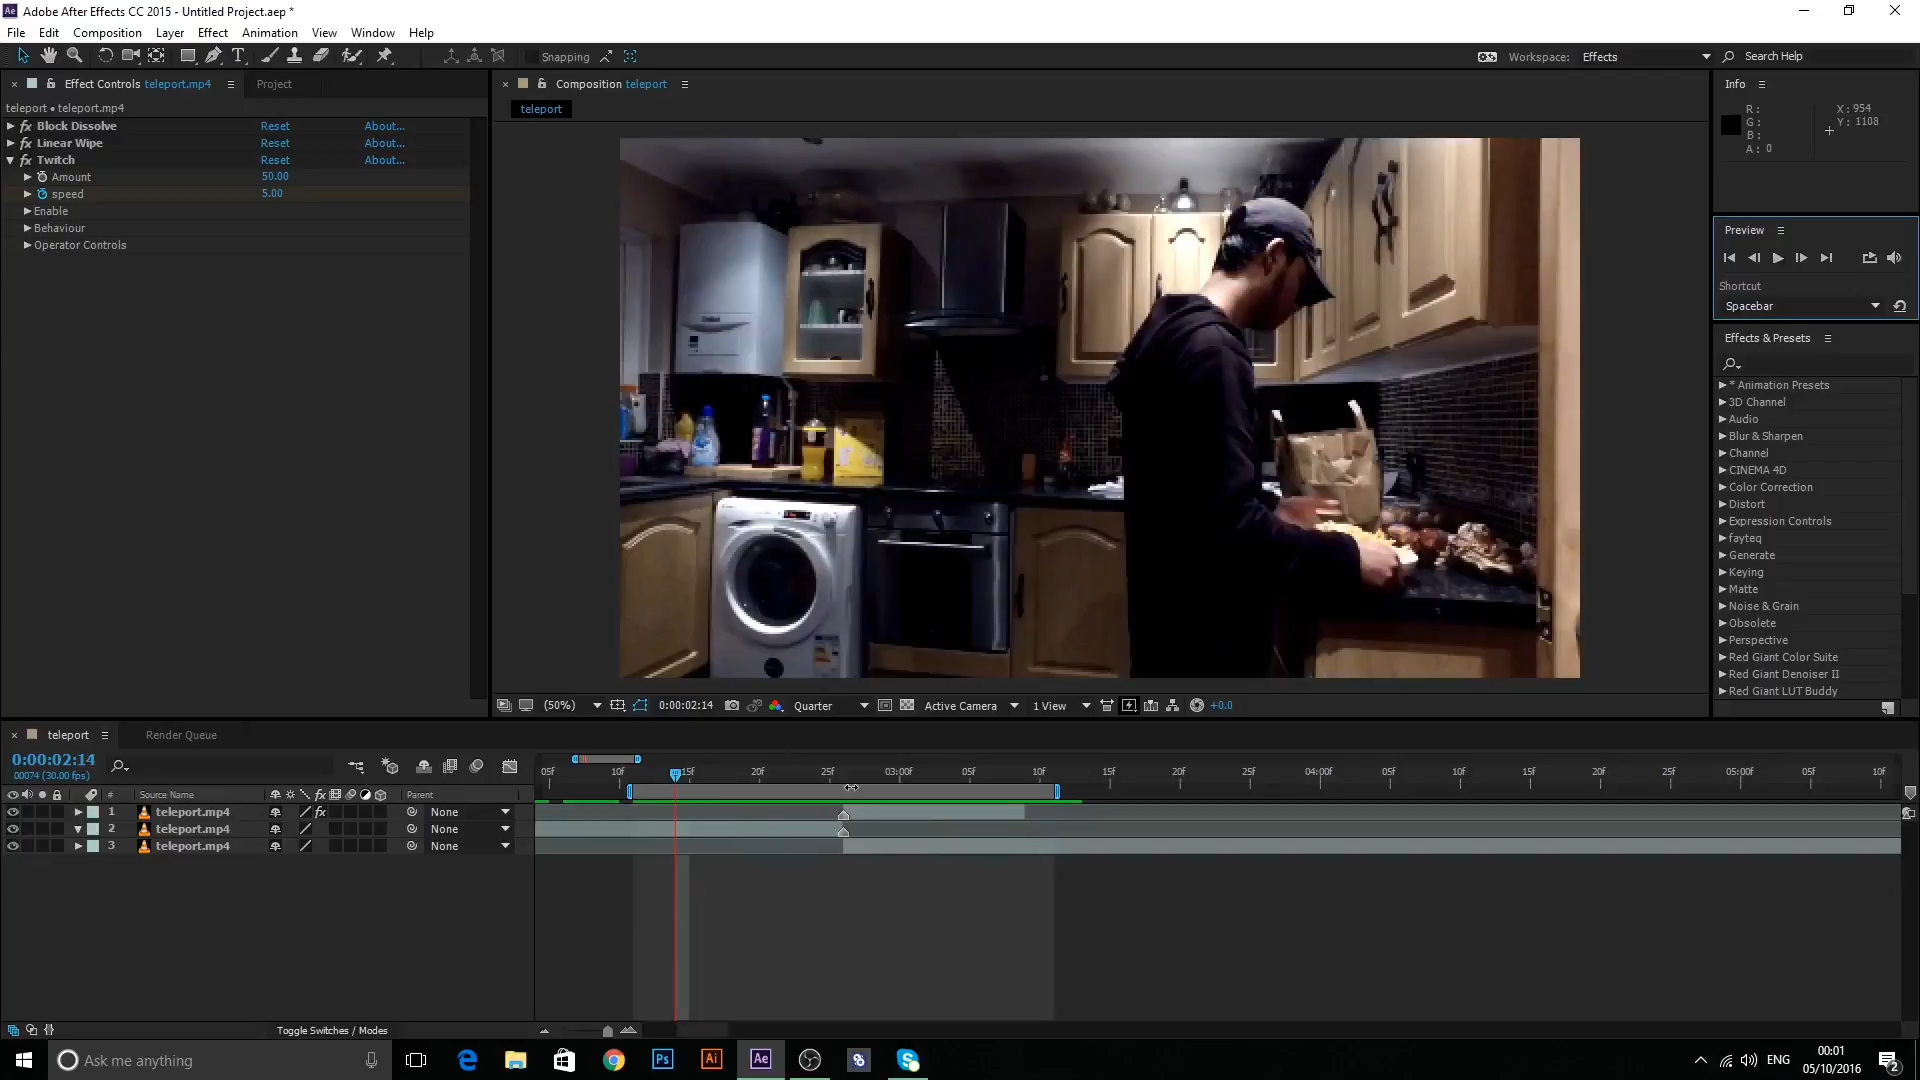 Adobe After Effects CC 2015 - Untitled Project.aep *
File Edit Composition Layer Effect Animation View Window Help
Snapping
Workspace: Effects
Search Help
Effect Controls teleport.mp4
Project
teleport • teleport.mp4
fx Block Dissolve Reset About...
fx Linear Wipe Reset About...
fx Twitch Reset About...
Amount 50.00
speed 5.00
Enable
Behaviour
Operator Controls
Composition teleport
teleport
(50%) 0:00:02:14 Quarter Active Camera 1 View +0.0
Info
R :
G :
B :
A : 0
X : 954
Y : 1108
Preview
Shortcut
Spacebar
Effects & Presets
* Animation Presets
3D Channel
Audio
Blur & Sharpen
Channel
CINEMA 4D
Color Correction
Distort
Expression Controls
fayteq
Generate
Keying
Matte
Noise & Grain
Obsolete
Perspective
Red Giant Color Suite
Red Giant Denoiser II
Red Giant LUT Buddy
teleport
Render Queue
0:00:02:14
00074 (30.00 fps)
05f 10f 15f 20f 25f 03:00f 05f 10f 15f 20f 25f 04:00f 05f 10f 15f 20f 25f 05:00f 05f 10f
# Source Name fx Parent
1 teleport.mp4 fx None
2 teleport.mp4 None
3 teleport.mp4 None
Toggle Switches / Modes
Ask me anything
Ps
Ai
Ae
ENG
00:01
05/10/2016
2